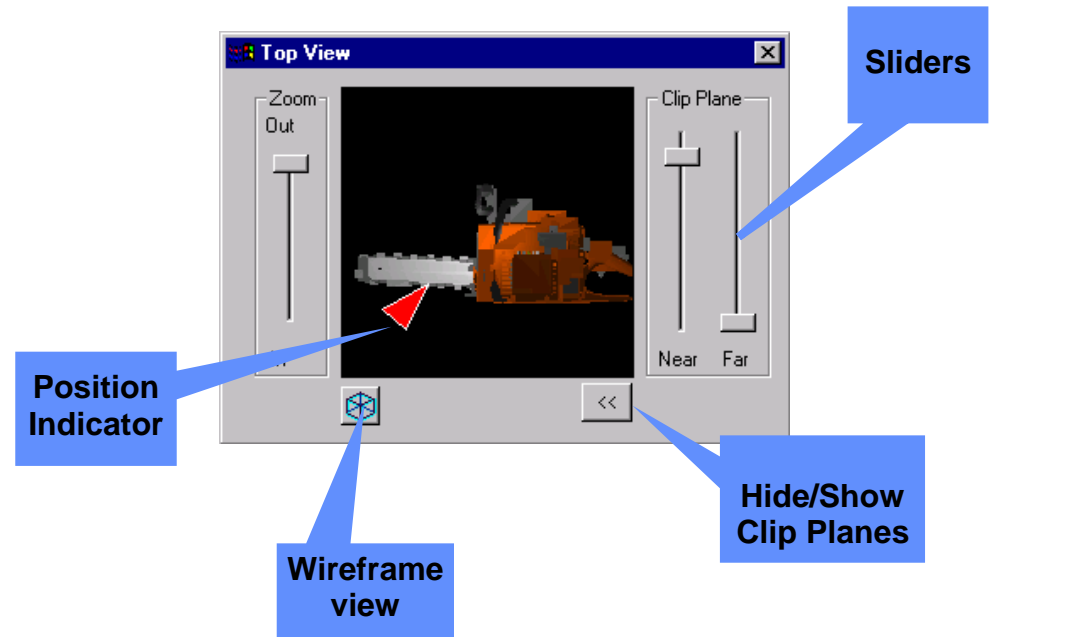 Top View
Sliders
Zoom
Out
Clip Plane
Near Far
Position
Indicator
<<
Hide/Show
Clip Planes
Wireframe
view